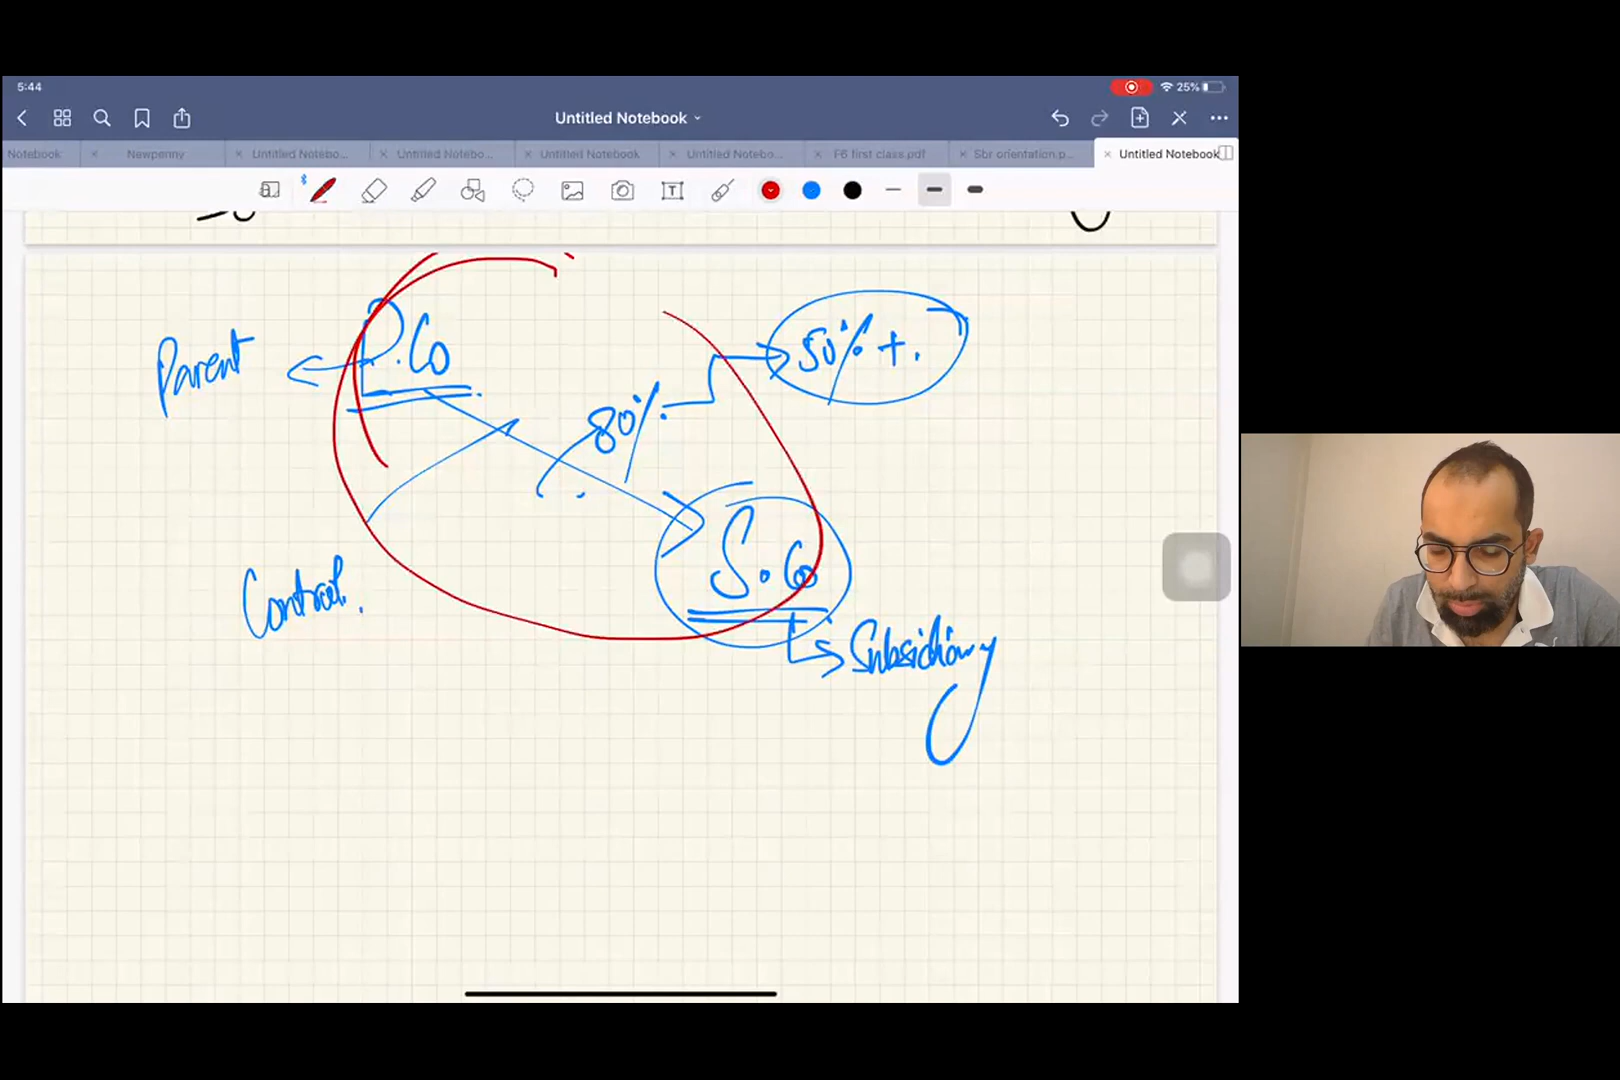 5:44
25%
Untitled Notebook
Notebook
Newpenny
Untitled Notebo...
Untitled Notebo...
Untitled Notebook
Untitled Notebo...
F6 first class.pdf
Sbr orientation.p...
Untitled Notebook
T
Parent
P.Co
50%+.
80%
S.Co
Control.
Subsidiary